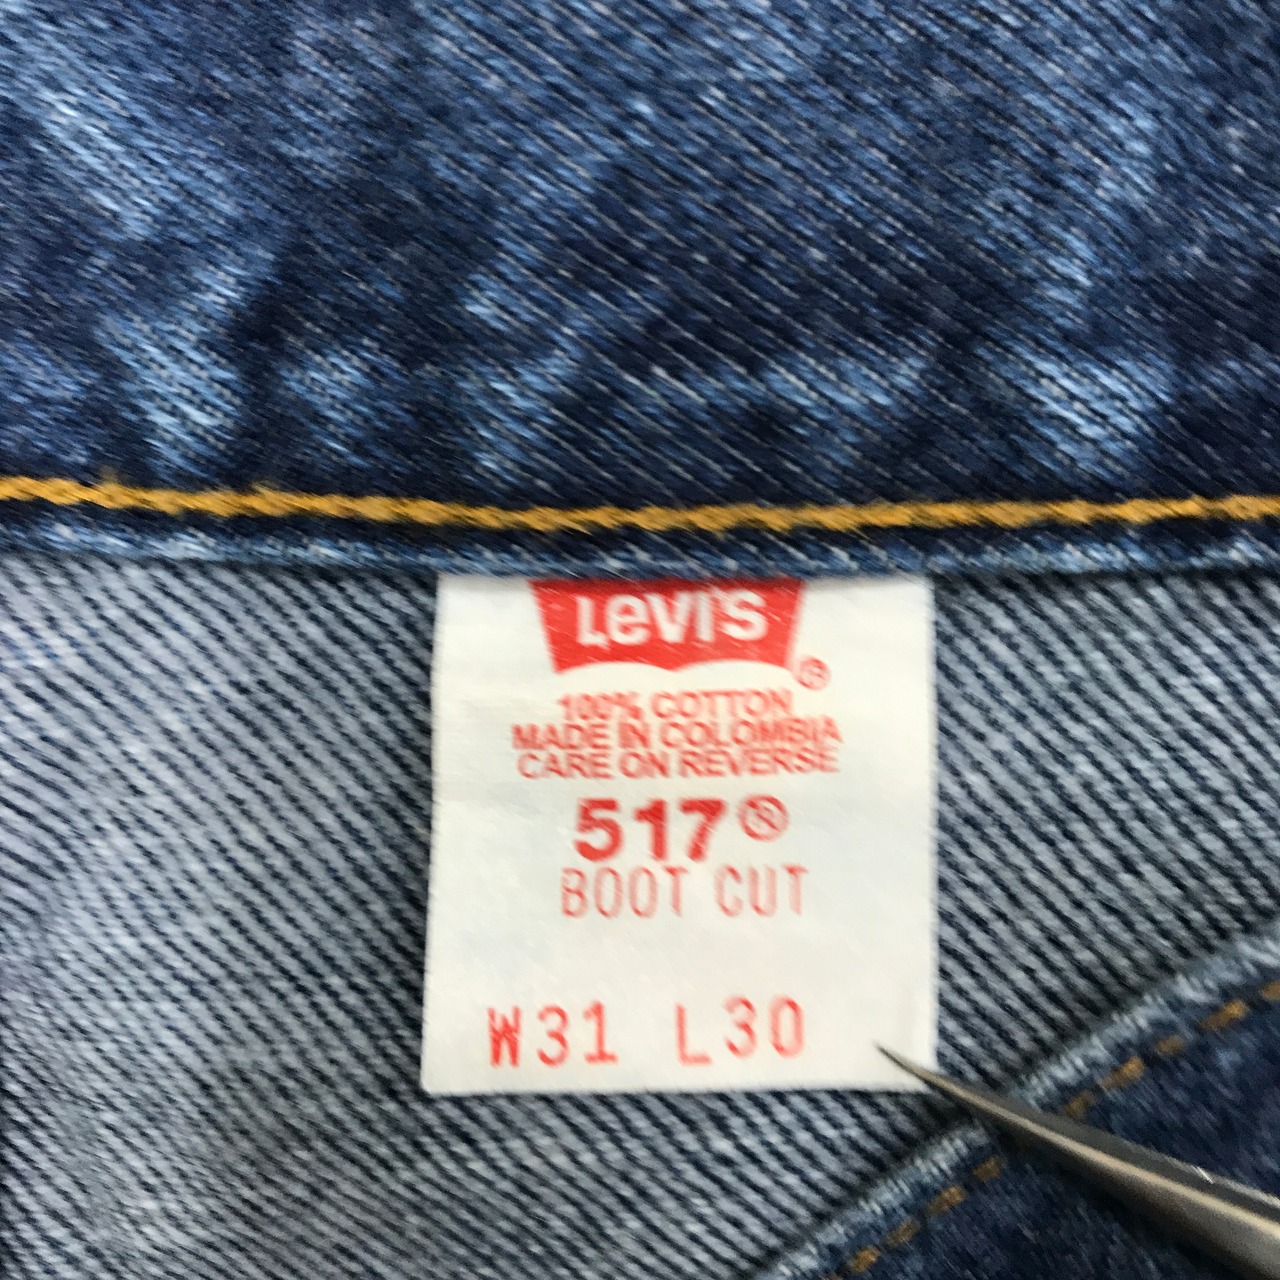 LEVI'S
®
100% COTTON
MADE IN COLOMBIA
CARE ON REVERSE
517®
BOOT CUT
W31 L30